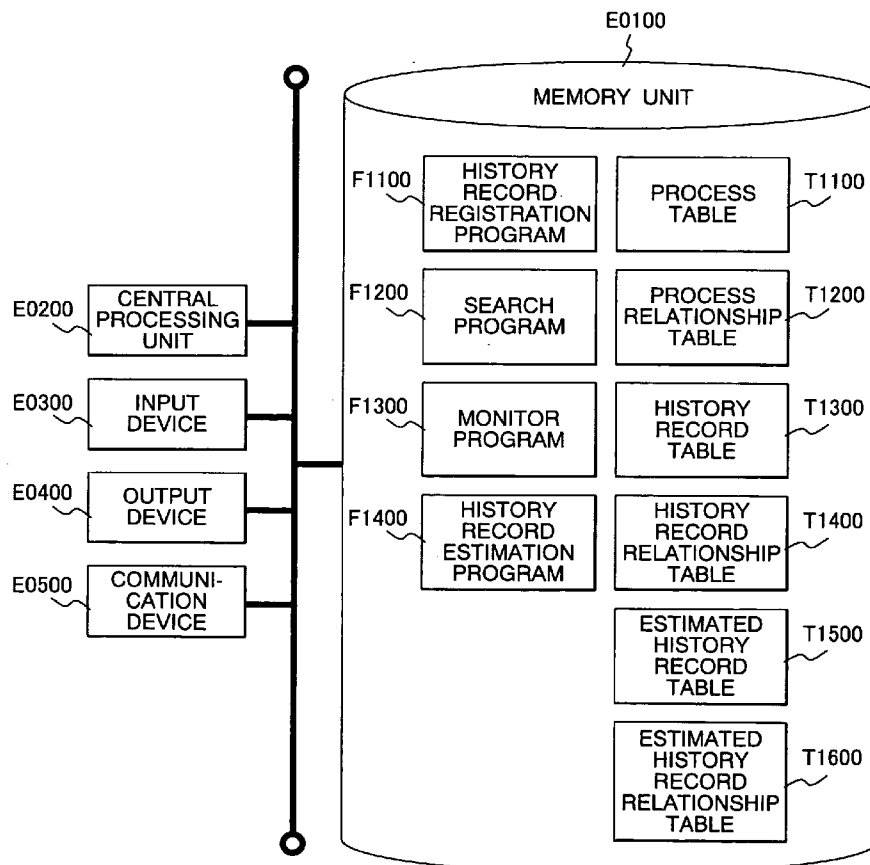 E0100
MEMORY UNIT
F1100
HISTORY
RECORD
REGISTRATION
PROGRAM
PROCESS
TABLE
T1100
F1200
SEARCH
PROGRAM
PROCESS
RELATIONSHIP
TABLE
T1200
F1300
MONITOR
PROGRAM
HISTORY
RECORD
TABLE
T1300
F1400
HISTORY
RECORD
ESTIMATION
PROGRAM
HISTORY
RECORD
RELATIONSHIP
TABLE
T1400
ESTIMATED
HISTORY
RECORD
TABLE
T1500
ESTIMATED
HISTORY
RECORD
RELATIONSHIP
TABLE
T1600
E0200
CENTRAL
PROCESSING
UNIT
E0300
INPUT
DEVICE
E0400
OUTPUT
DEVICE
E0500
COMMUNI-
CATION
DEVICE